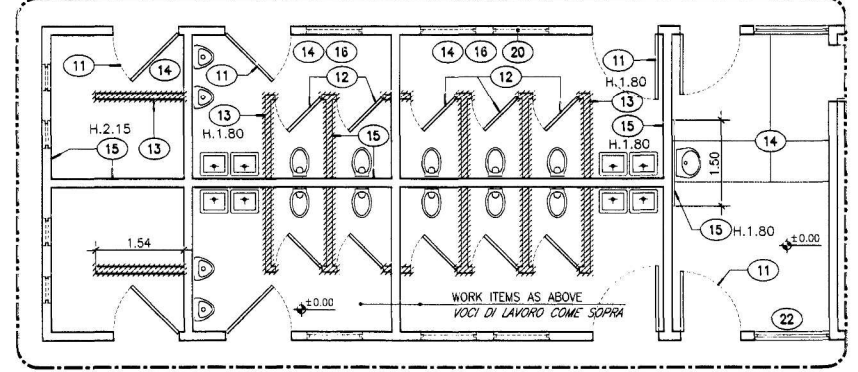 14 16
14 16 20
11
11
14
11
12
12
H.1.80
13
13
H.2.15
H.1.80
15
13
15
15
H.1.80
14
1.50
15 H.1.80
1.54
±0.00
11
±0.00
WORK ITEMS AS ABOVE
VOCI DI LAVORO COME SOPRA
22